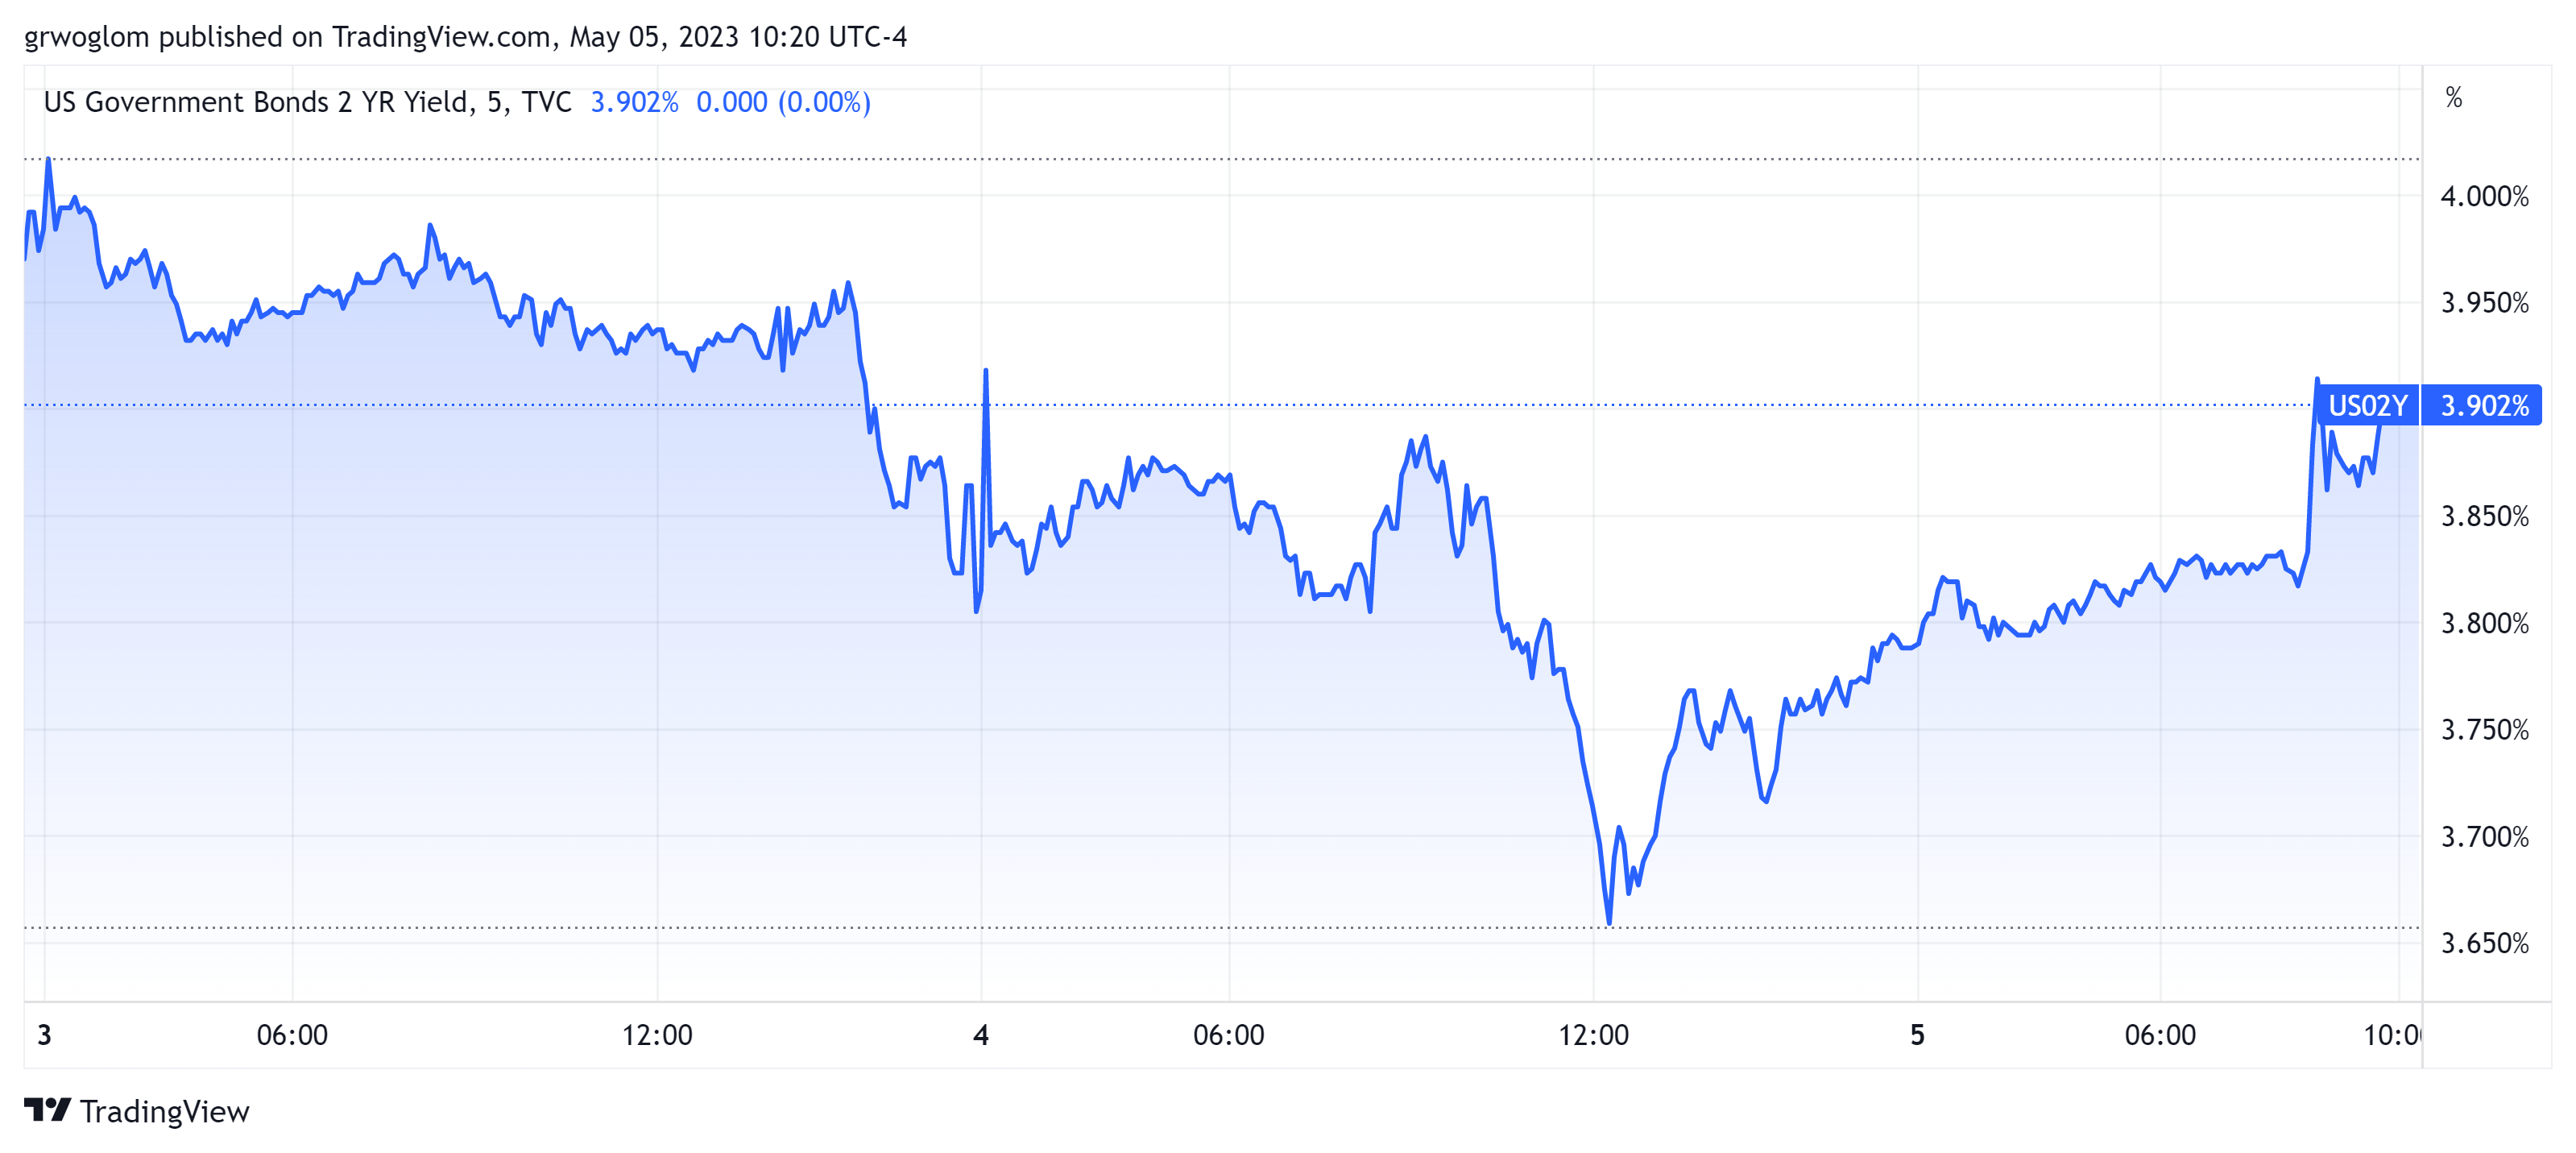 grwoglom published on TradingView.com, May 05, 2023 10:20 UTC-4
US Government Bonds 2 YR Yield, 5, TVC 3.902% 0.000 (0.00%)
%
4.000%
3.950%
US02Y 3.902%
3.850%
3.800%
3.750%
3.700%
3.650%
3 06:00 12:00 4 06:00 12:00 5 06:00 10:00
TradingView